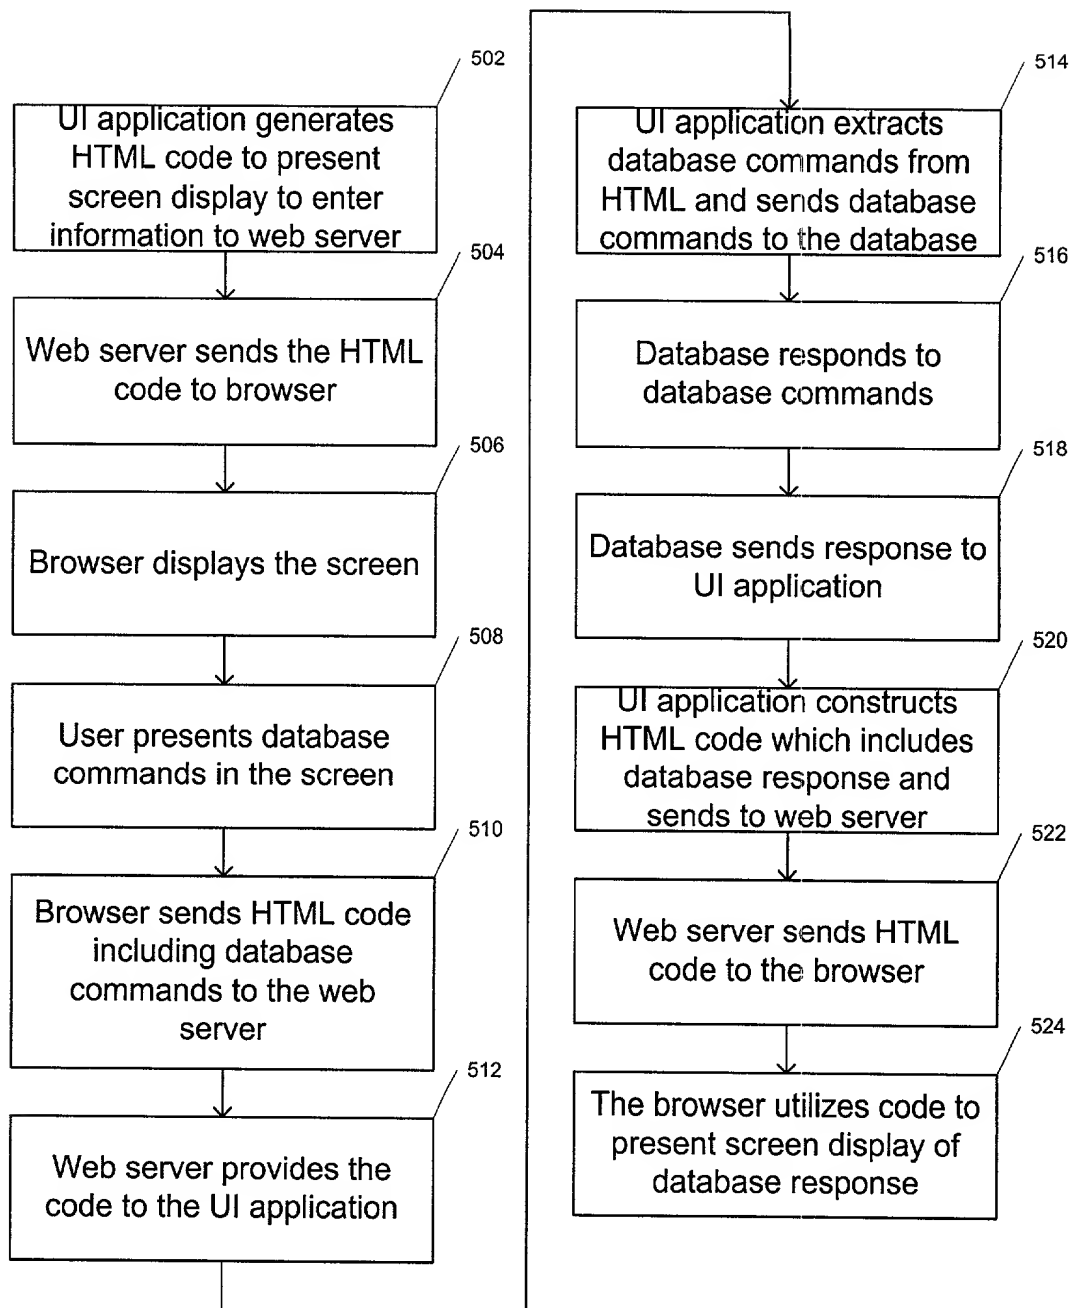 502
UI application generates
HTML code to present
screen display to enter
information to web server
504
Web server sends the HTML
code to browser
506
Browser displays the screen
508
User presents database
commands in the screen
510
Browser sends HTML code
including database
commands to the web
server
512
Web server provides the
code to the UI application
514
UI application extracts
database commands from
HTML and sends database
commands to the database
516
Database responds to
database commands
518
Database sends response to
UI application
520
UI application constructs
HTML code which includes
database response and
sends to web server
522
Web server sends HTML
code to the browser
524
The browser utilizes code to
present screen display of
database response